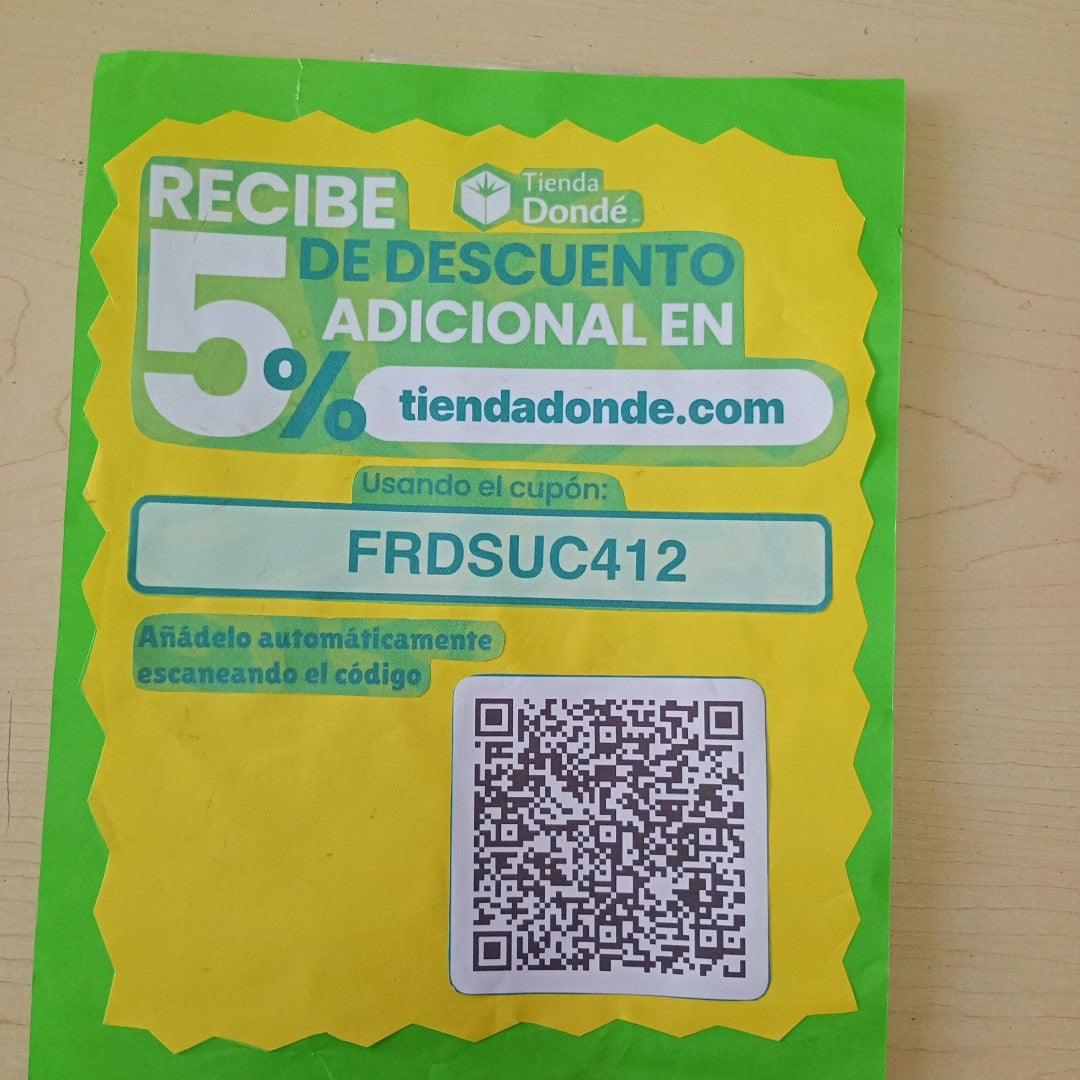 RECIBE
Tienda
Dondé
5%
DE DESCUENTO
ADICIONAL EN
tiendadonde.com
Usando el cupón:
FRDSUC412
Añádelo automáticamente
escaneando el código